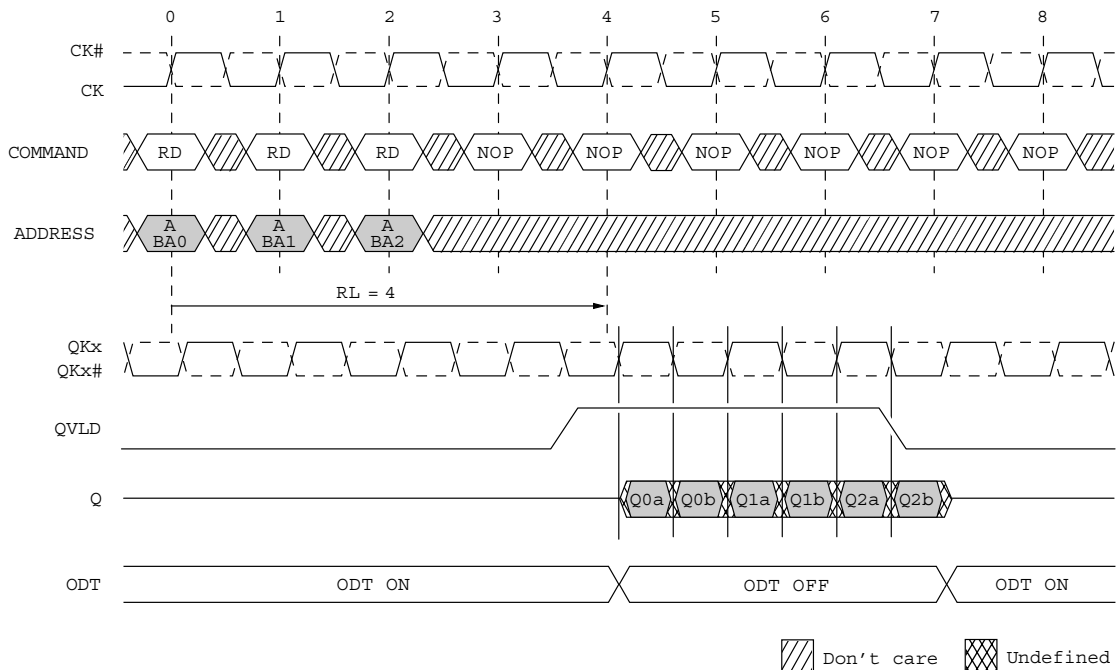 0 1 2 3 4 5 6 7 8
CK#
CK
COMMAND RD RD RD NOP NOP NOP NOP NOP NOP
ADDRESS A BA0 A BA1 A BA2
RL = 4
QKx
QKx#
QVLD
Q Q0a Q0b Q1a Q1b Q2a Q2b
ODT ODT ON ODT OFF ODT ON
Don't care Undefined